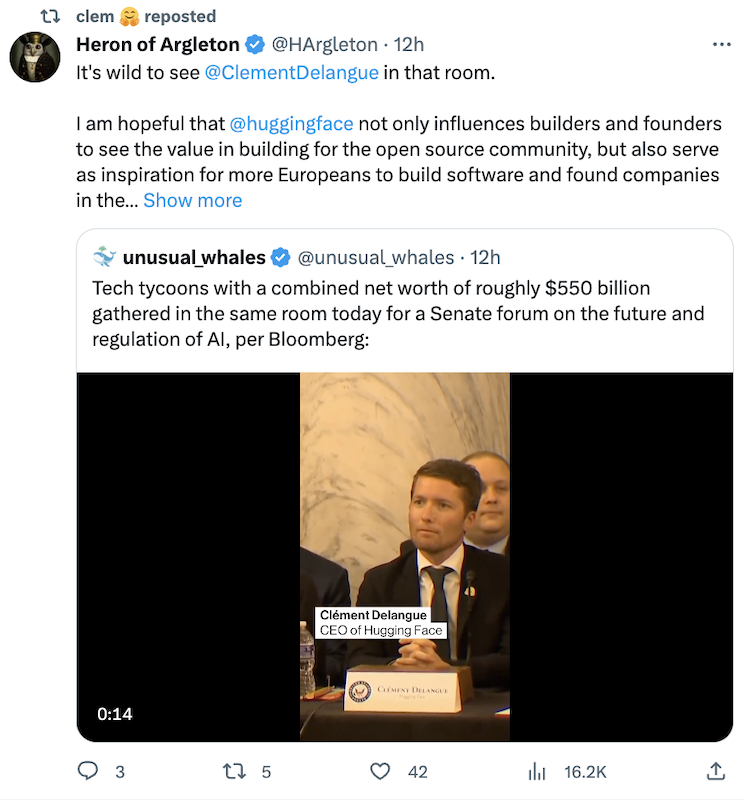 clem 🤗 reposted
Heron of Argleton @HArgleton · 12h
It's wild to see @ClementDelangue in that room.
I am hopeful that @huggingface not only influences builders and founders
to see the value in building for the open source community, but also serve
as inspiration for more Europeans to build software and found companies
in the... Show more
unusual_whales @unusual_whales · 12h
Tech tycoons with a combined net worth of roughly $550 billion
gathered in the same room today for a Senate forum on the future and
regulation of AI, per Bloomberg:
Clément Delangue
CEO of Hugging Face
CLÉMENT DELANGUE
Hugging Face
0:14
3 5 42 16.2K